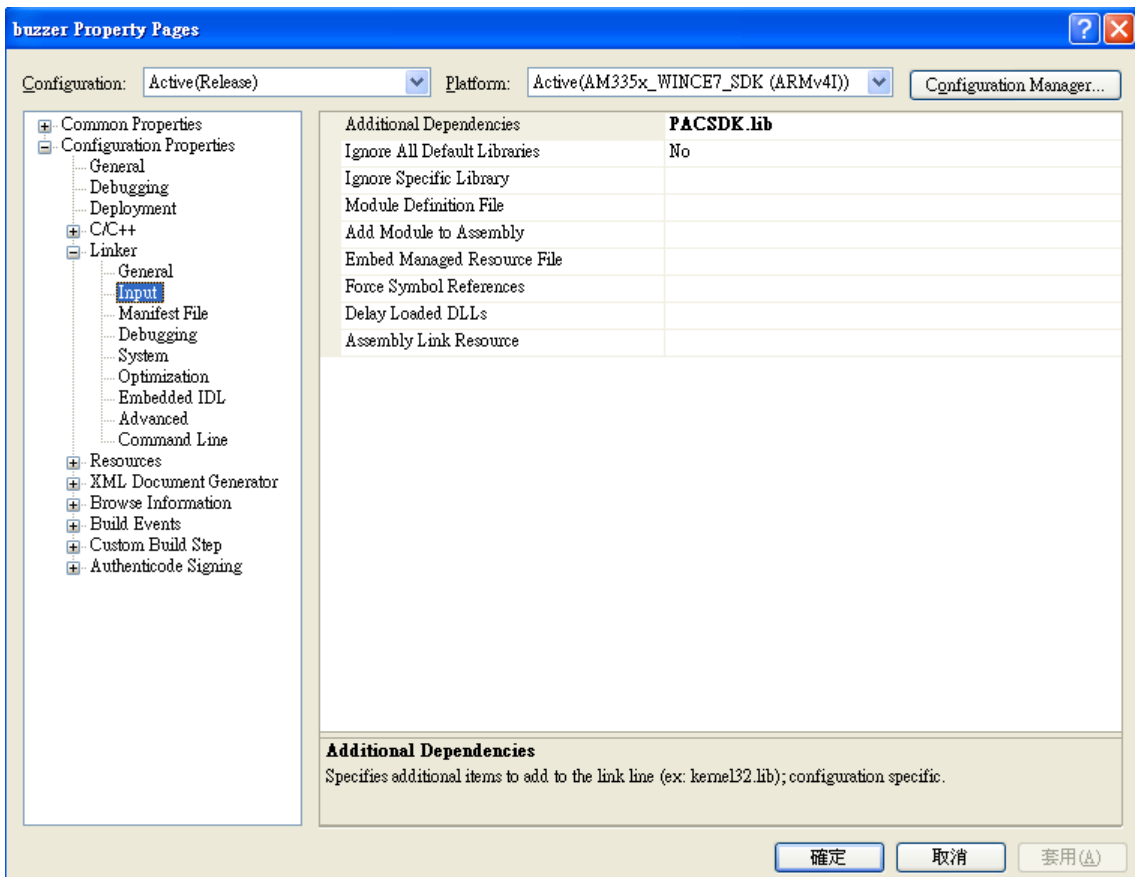 buzzer Property Pages
Configuration: Active(Release) Platform: Active(AM335x_WINCE7_SDK (ARMv4I)) Configuration Manager...
Common Properties
Configuration Properties
General
Debugging
Deployment
C/C++
Linker
General
Input
Manifest File
Debugging
System
Optimization
Embedded IDL
Advanced
Command Line
Resources
XML Document Generator
Browse Information
Build Events
Custom Build Step
Authenticode Signing
Additional Dependencies PACSDK.lib
Ignore All Default Libraries No
Ignore Specific Library
Module Definition File
Add Module to Assembly
Embed Managed Resource File
Force Symbol References
Delay Loaded DLLs
Assembly Link Resource
Additional Dependencies
Specifies additional items to add to the link line (ex: kernel32.lib); configuration specific.
確定 取消 套用(A)